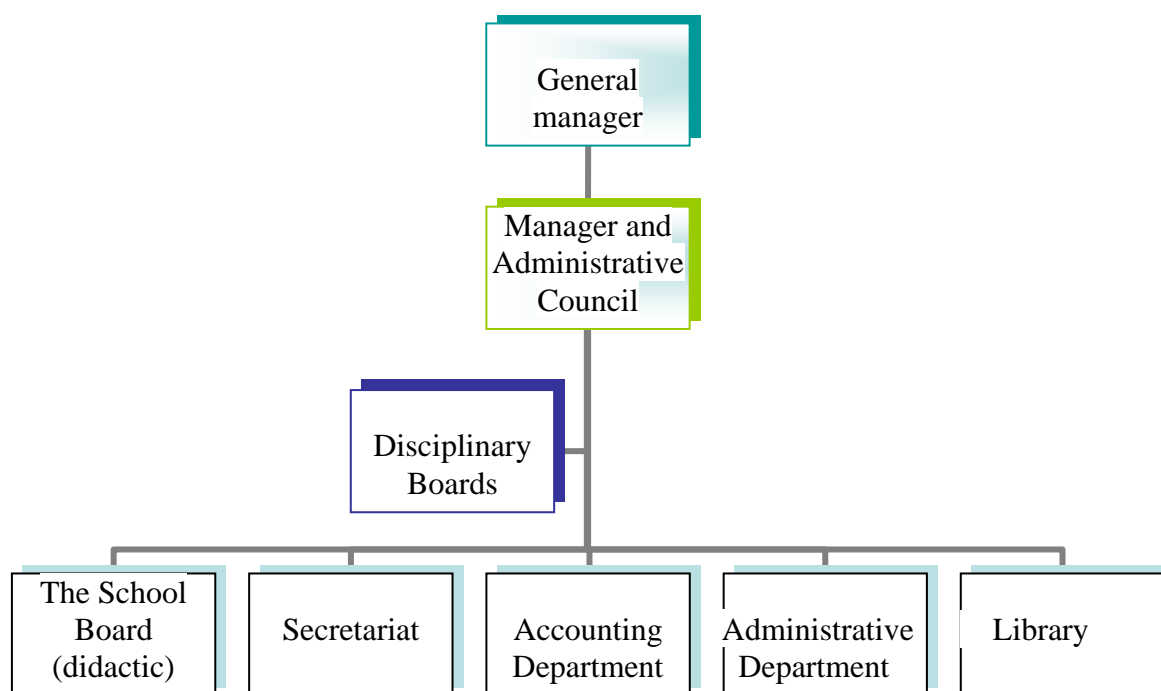 General
manager
Manager and
Administrative
Council
Disciplinary
Boards
The School
Board
(didactic)
Secretariat
Accounting
Department
Administrative
Department
Library